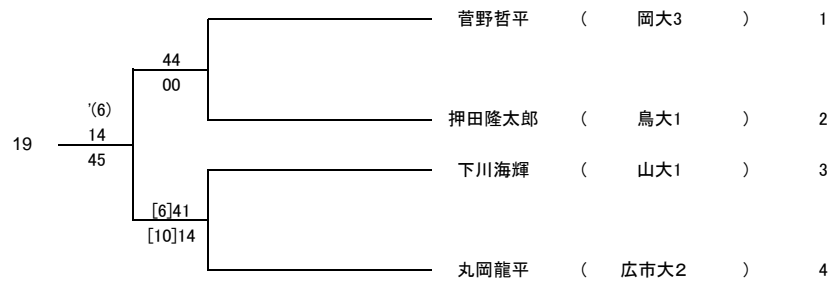 菅野哲平 ( 岡大3 ) 1
44
00
'(6)
押田隆太郎 ( 鳥大1 ) 2
19 14
45
下川海輝 ( 山大1 ) 3
[6]41
[10]14
丸岡龍平 ( 広市大2 ) 4